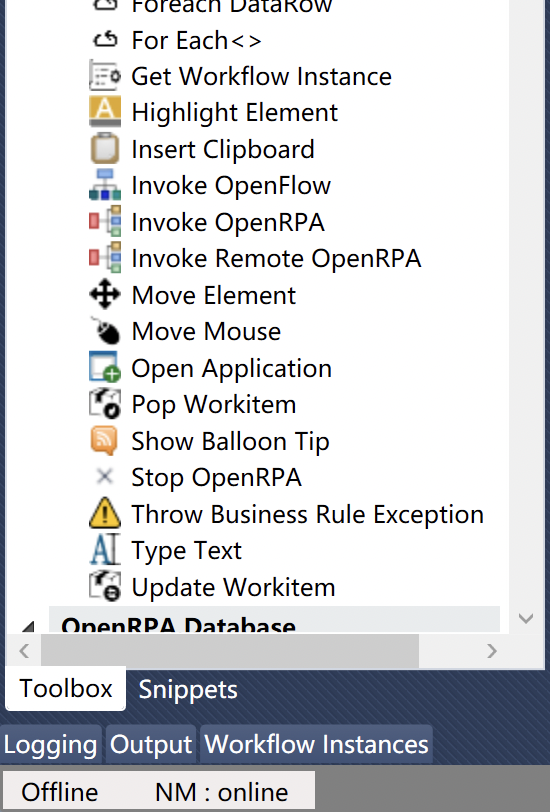 Foreach DataRow
For Each<>
Get Workflow Instance
Highlight Element
Insert Clipboard
Invoke OpenFlow
Invoke OpenRPA
Invoke Remote OpenRPA
Move Element
Move Mouse
Open Application
Pop Workitem
Show Balloon Tip
Stop OpenRPA
Throw Business Rule Exception
Type Text
Update Workitem
OpenRPA Database
Toolbox Snippets
Logging Output Workflow Instances
Offline NM : online